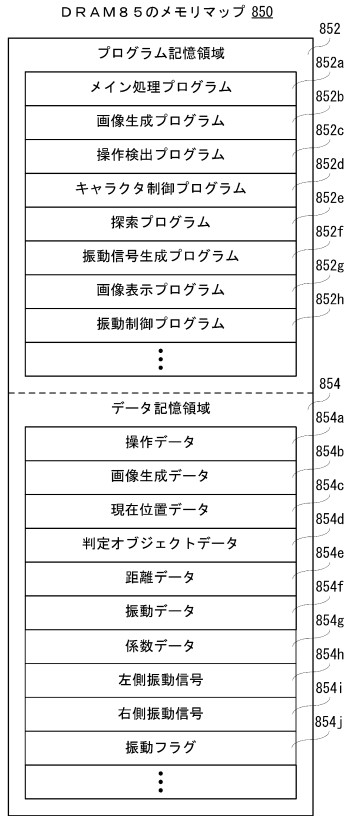 ＤＲＡＭ８５のメモリマップ 850
852
プログラム記憶領域
852a
メイン処理プログラム
852b
画像生成プログラム
852c
操作検出プログラム
852d
キャラクタ制御プログラム
852e
探索プログラム
852f
振動信号生成プログラム
852g
画像表示プログラム
852h
振動制御プログラム
854
データ記憶領域
854a
操作データ
854b
画像生成データ
854c
現在位置データ
854d
判定オブジェクトデータ
854e
距離データ
854f
振動データ
854g
係数データ
854h
左側振動信号
854i
右側振動信号
854j
振動フラグ